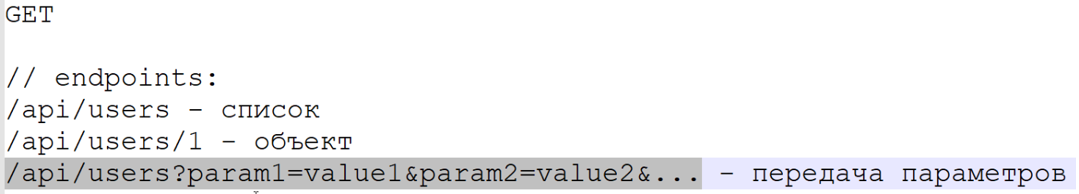 GET
// endpoints:
/api/users - список
/api/users/1 - объект
/api/users?param1=value1&param2=value2&... - передача параметров